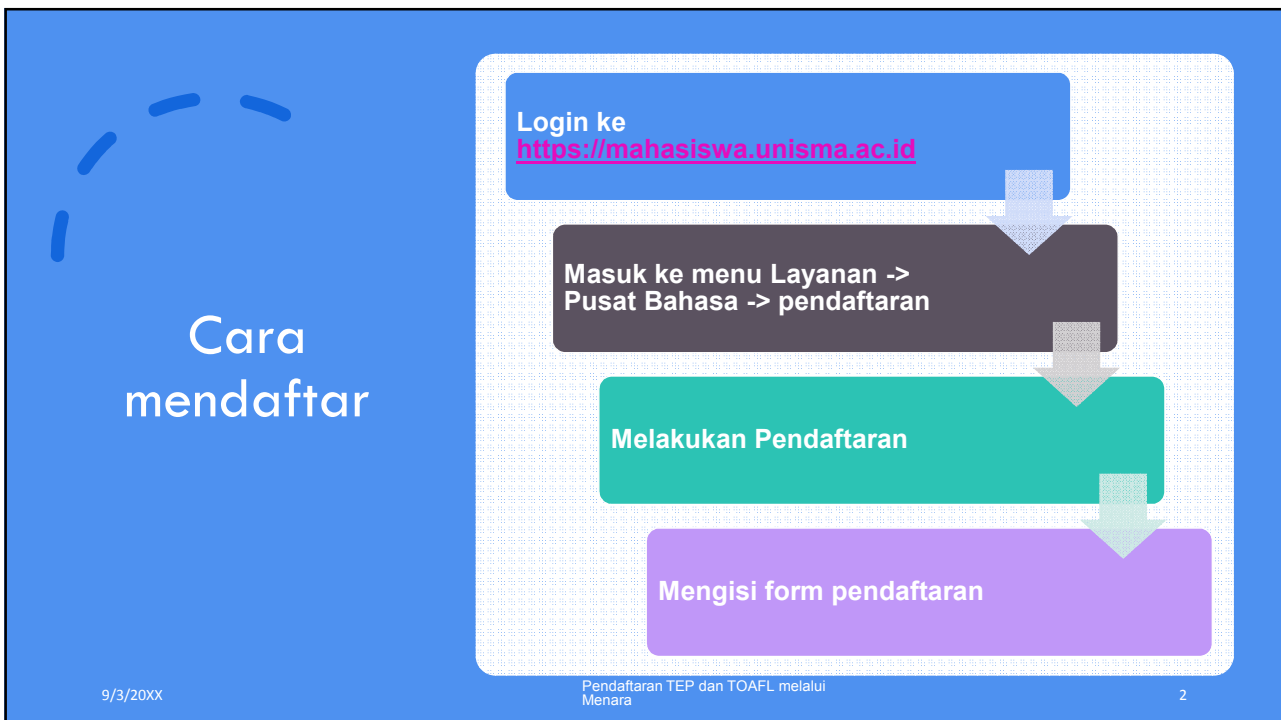 Cara
mendaftar
Login ke
https://mahasiswa.unisma.ac.id
Masuk ke menu Layanan ->
Pusat Bahasa -> pendaftaran
Melakukan Pendaftaran
Mengisi form pendaftaran
9/3/20XX
Pendaftaran TEP dan TOAFL melalui
Menara
2